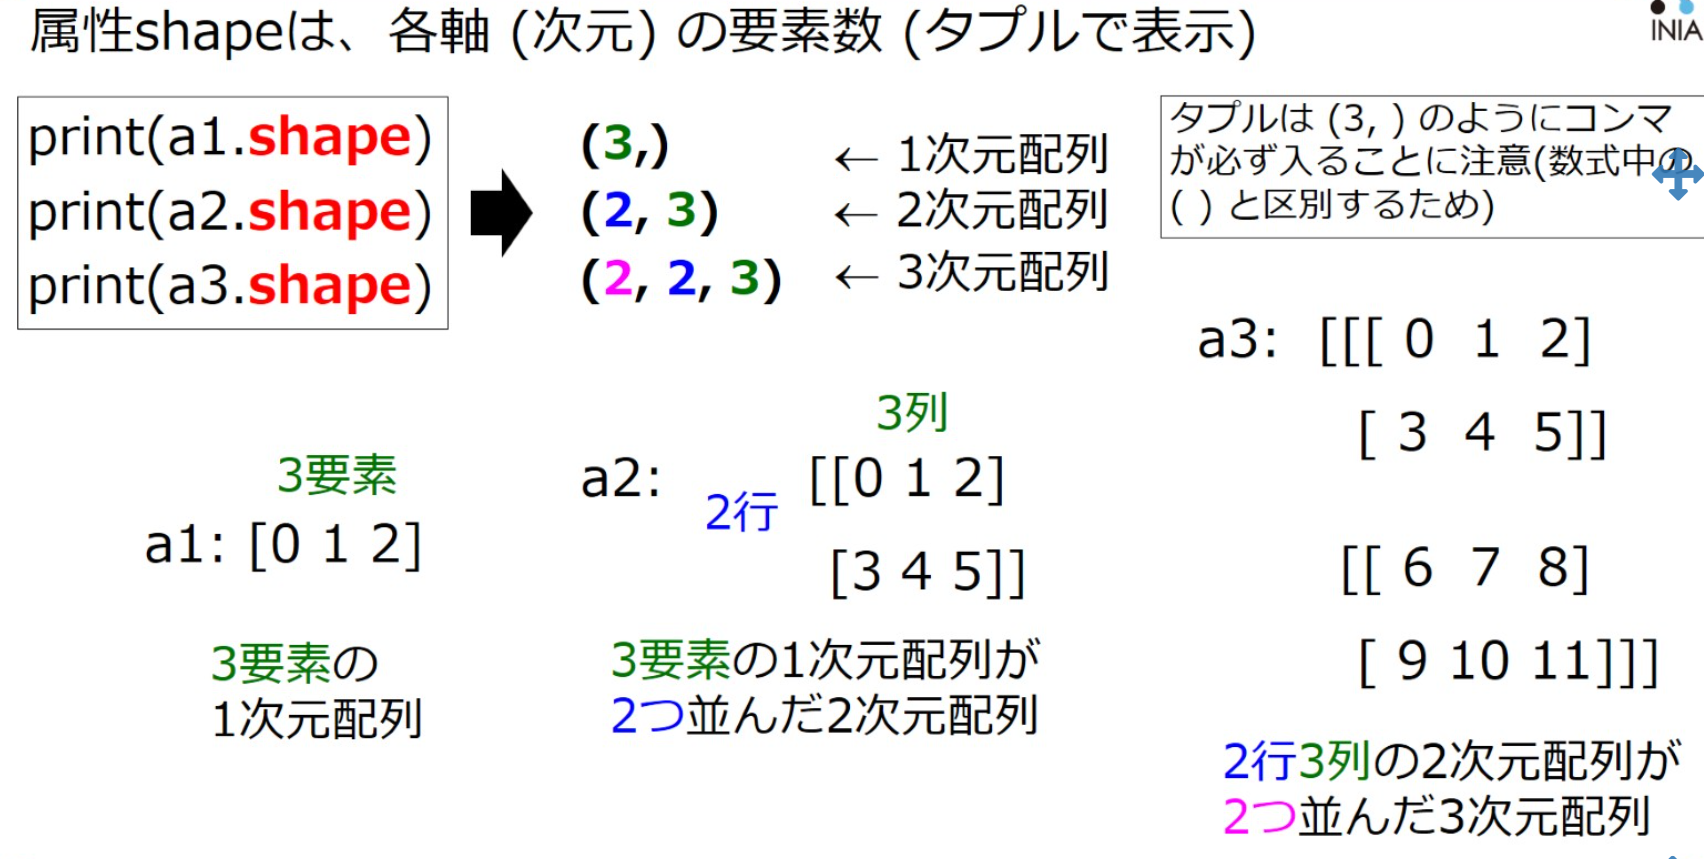 属性shapeは、各軸 (次元) の要素数 (タプルで表示)
INIA
print(a1.shape)
print(a2.shape)
print(a3.shape)
(3,)
← 1次元配列
(2, 3)
← 2次元配列
(2, 2, 3)
← 3次元配列
タプルは (3, ) のようにコンマ
が必ず入ることに注意(数式中の
( ) と区別するため)
3要素
a1: [0 1 2]
3要素の
1次元配列
3列
a2:
2行
[[0 1 2]
[3 4 5]]
3要素の1次元配列が
2つ並んだ2次元配列
a3: [[[ 0 1 2]
[ 3 4 5]]
[[ 6 7 8]
[ 9 10 11]]]
2行3列の2次元配列が
2つ並んだ3次元配列